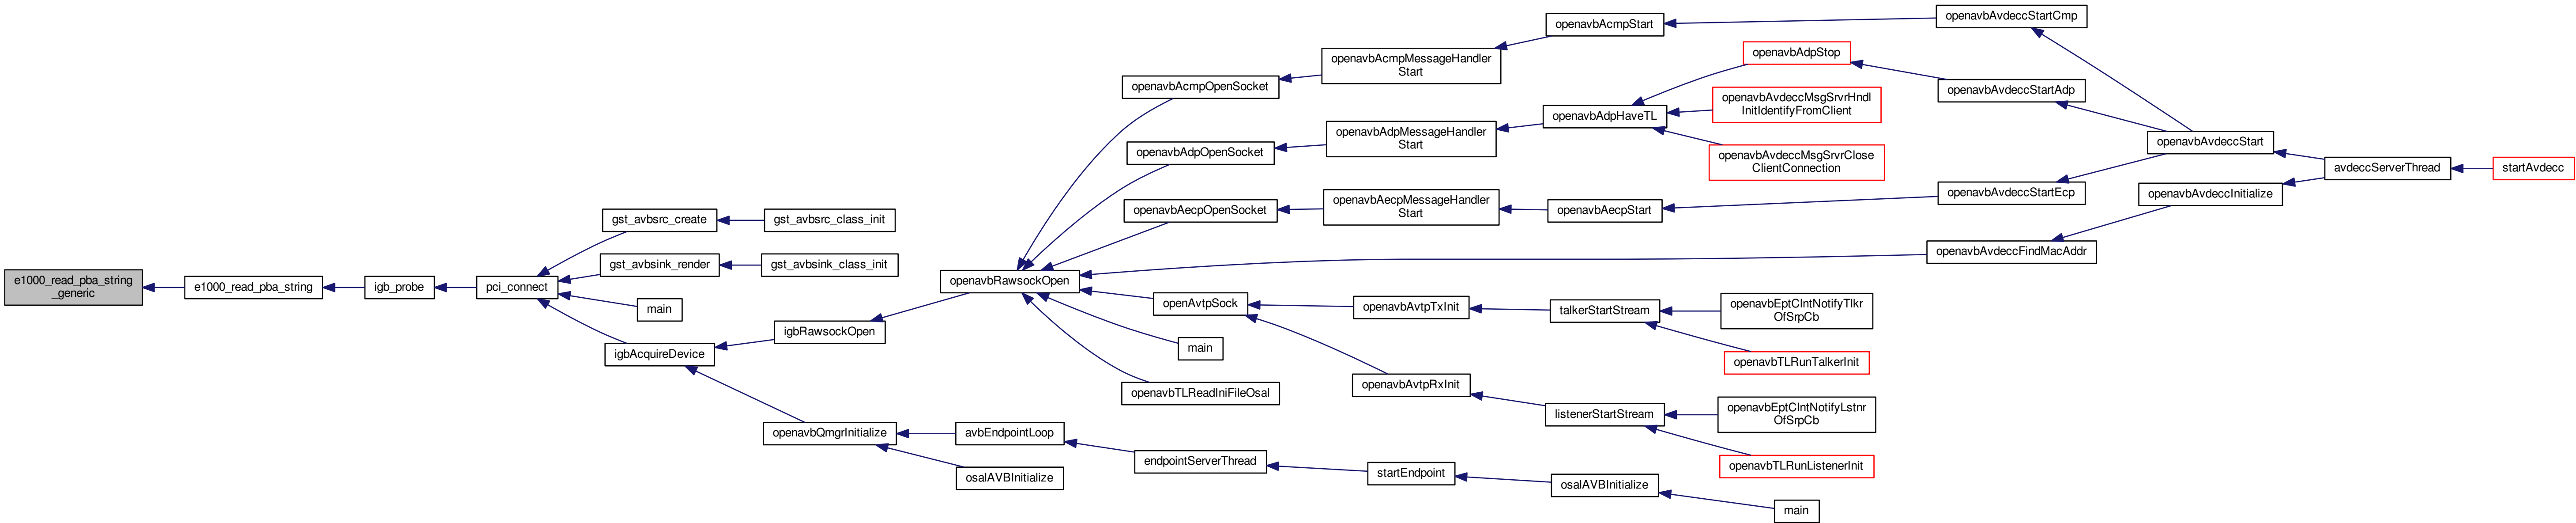 e1000_read_pba_string
_generic
e1000_read_pba_string
igb_probe
pci_connect
gst_avbsrc_create
gst_avbsrc_class_init
gst_avbsink_render
gst_avbsink_class_init
main
igbAcquireDevice
igbRawsockOpen
openavbQmgrInitialize
avbEndpointLoop
osalAVBInitialize
openavbRawsockOpen
openavbAcmpOpenSocket
openavbAcmpMessageHandler
Start
openavbAcmpStart
openavbAvdeccStartCmp
openavbAdpOpenSocket
openavbAdpMessageHandler
Start
openavbAdpHaveTL
openavbAdpStop
openavbAvdeccMsgSrvrHndl
InitIdentifyFromClient
openavbAvdeccMsgSrvrClose
ClientConnection
openavbAvdeccStartAdp
openavbAecpOpenSocket
openavbAecpMessageHandler
Start
openavbAecpStart
openavbAvdeccStartEcp
openavbAvdeccStart
openavbAvdeccInitialize
openavbAvdeccFindMacAddr
avdeccServerThread
startAvdecc
openAvtpSock
openavbAvtpTxInit
talkerStartStream
openavbEptClntNotifyTlkr
OfSrpCb
openavbTLRunTalkerInit
main
openavbTLReadIniFileOsal
openavbAvtpRxInit
listenerStartStream
openavbEptClntNotifyLstnr
OfSrpCb
openavbTLRunListenerInit
endpointServerThread
startEndpoint
osalAVBInitialize
main